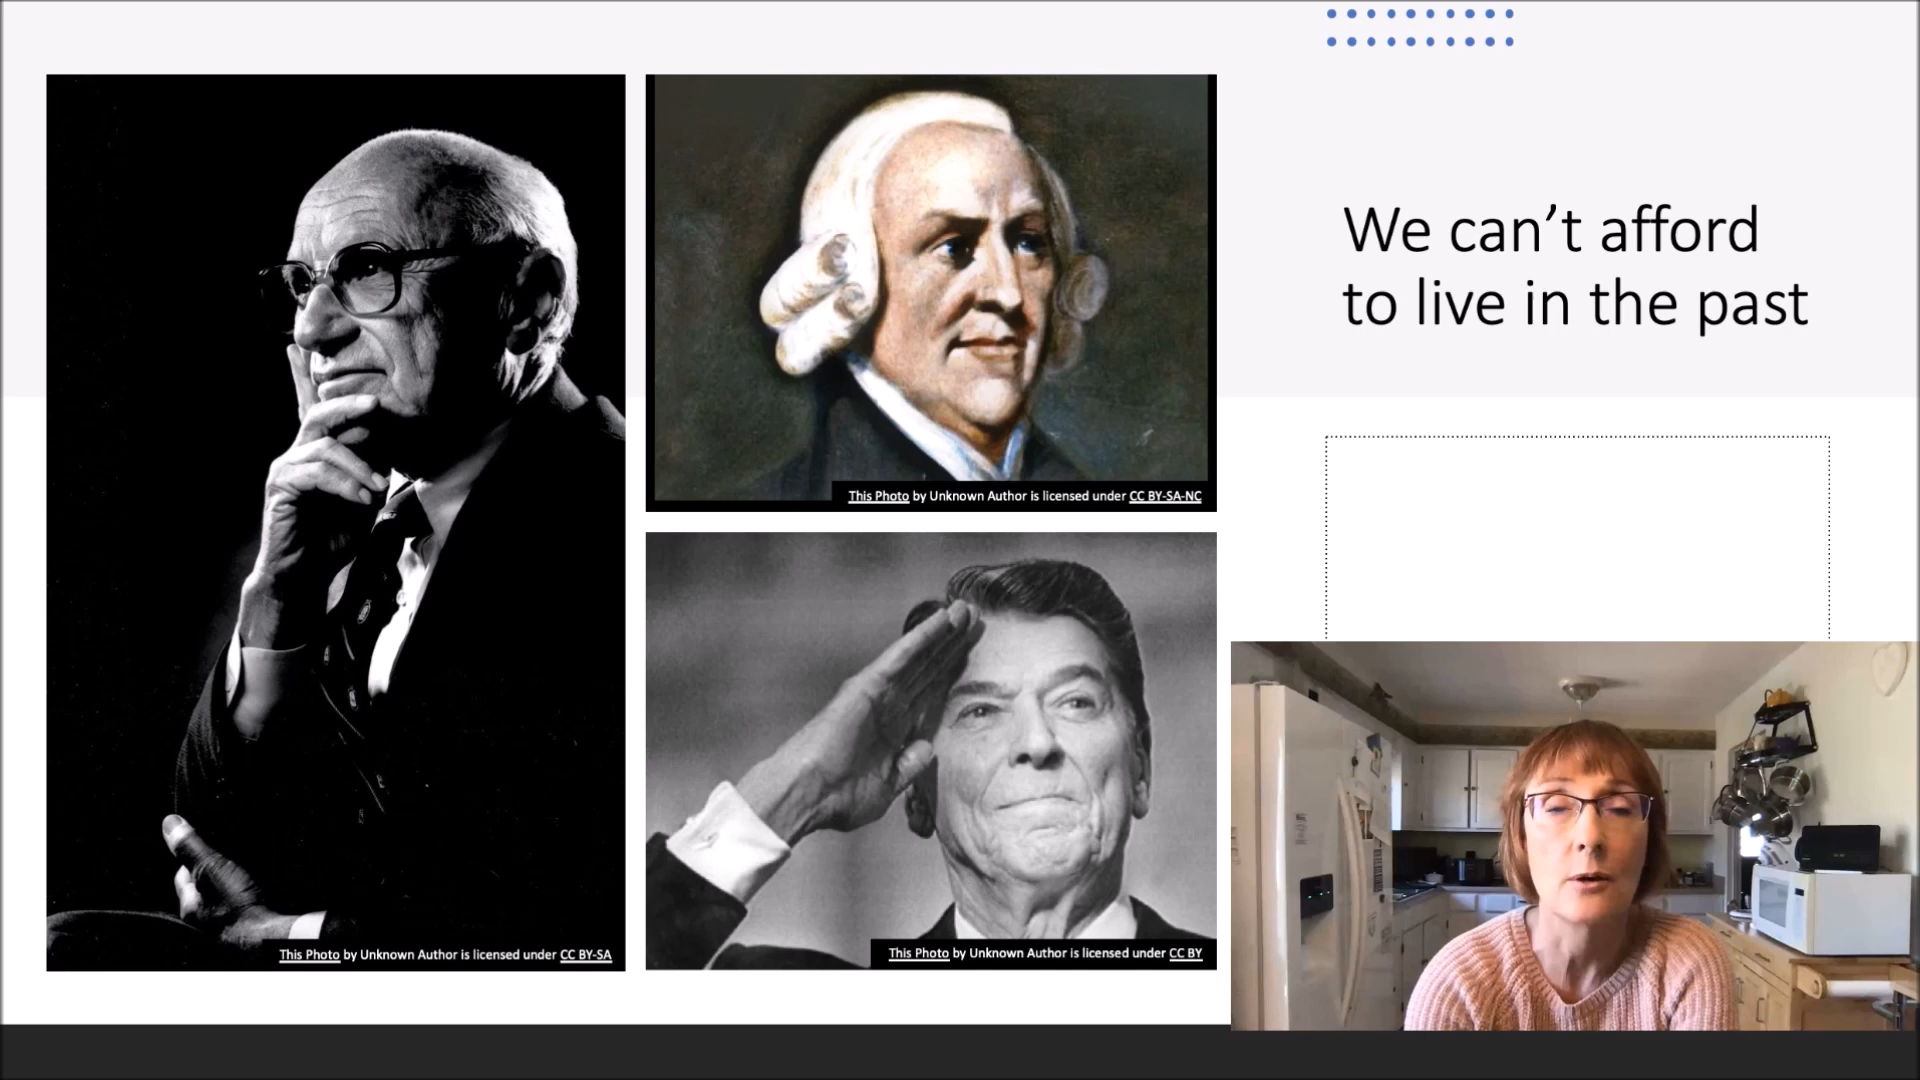 We can’t afford
to live in the past
This Photo by Unknown Author is licensed under CC BY-SA-NC
This Photo by Unknown Author is licensed under CC BY-SA
This Photo by Unknown Author is licensed under CC BY